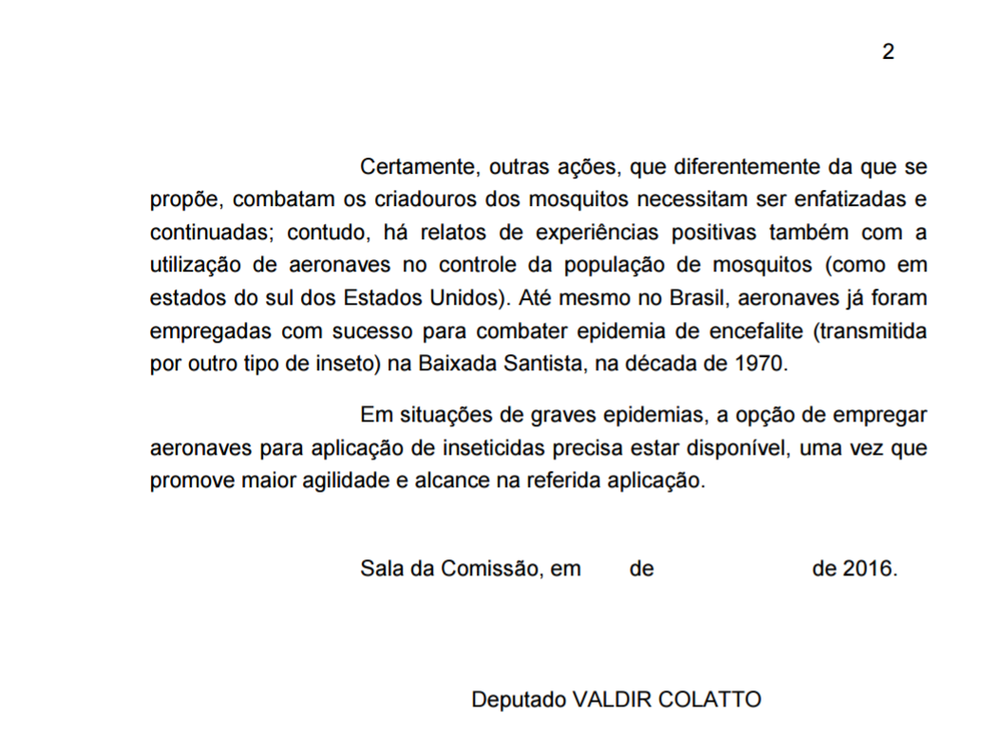 2
Certamente, outras ações, que diferentemente da que se
propõe, combatam os criadouros dos mosquitos necessitam ser enfatizadas e
continuadas; contudo, há relatos de experiências positivas também com a
utilização de aeronaves no controle da população de mosquitos (como em
estados do sul dos Estados Unidos). Até mesmo no Brasil, aeronaves já foram
empregadas com sucesso para combater epidemia de encefalite (transmitida
por outro tipo de inseto) na Baixada Santista, na década de 1970.
Em situações de graves epidemias, a opção de empregar
aeronaves para aplicação de inseticidas precisa estar disponível, uma vez que
promove maior agilidade e alcance na referida aplicação.
Sala da Comissão, em de de 2016.
Deputado VALDIR COLATTO